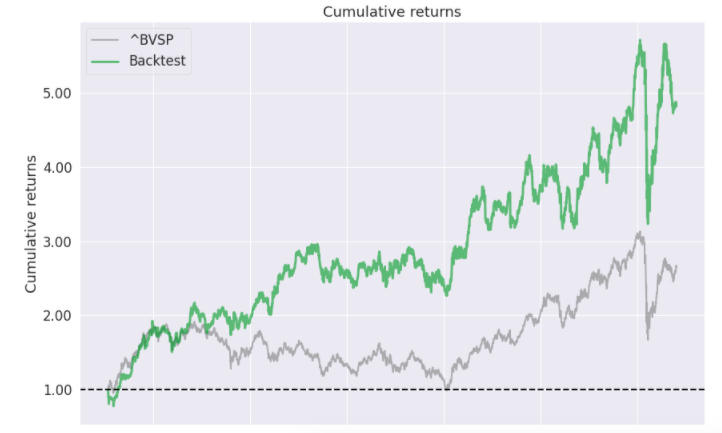 Cumulative returns
^BVSP
Backtest
5.00
4.00
3.00
2.00
1.00
Cumulative returns